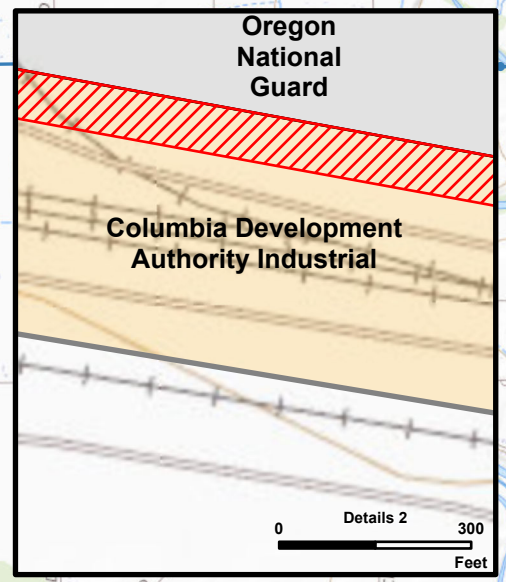 Oregon
National
Guard
Columbia Development
Authority Industrial
Details 2
0 300
Feet